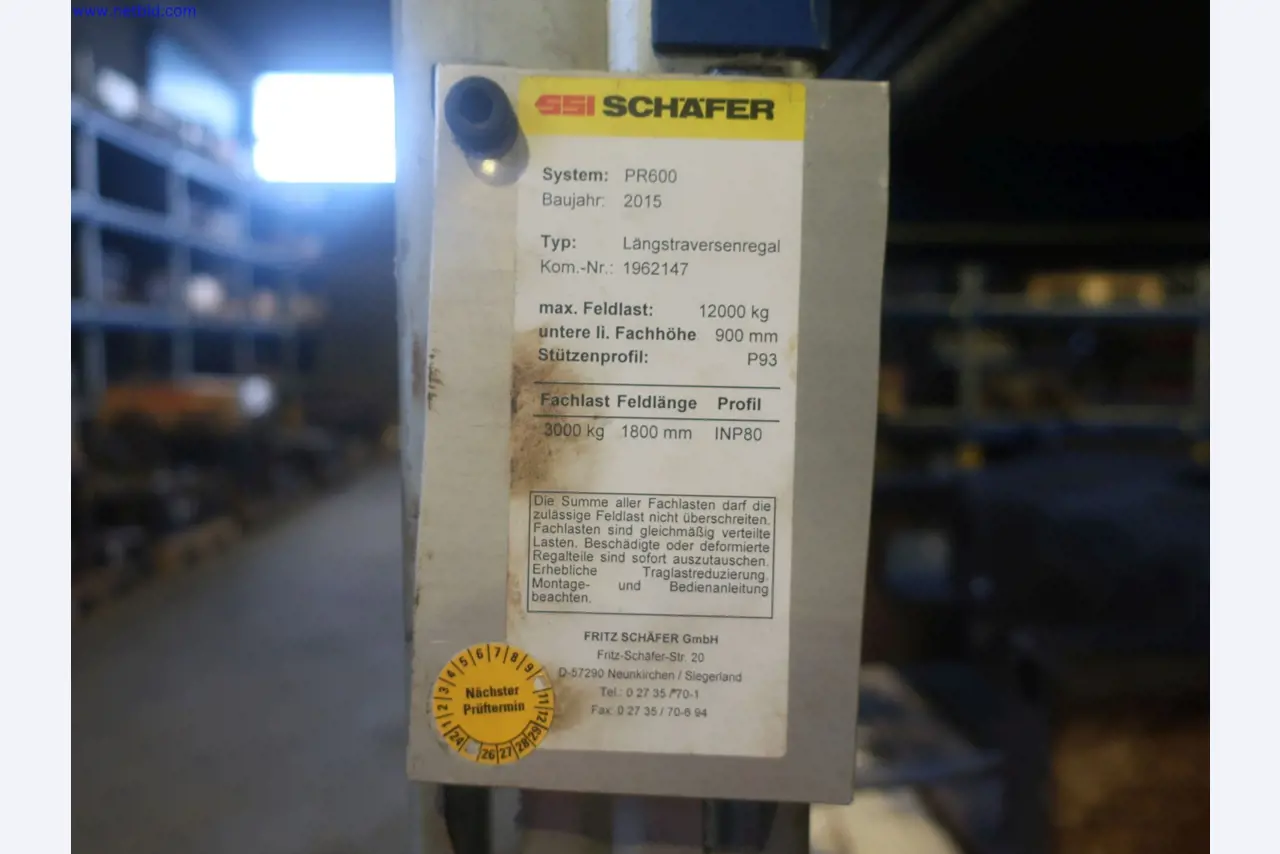 www.netbid.com
SSI SCHÄFER
System: PR600
Baujahr: 2015
Typ: Längstraversenregal
Kom.-Nr.: 1962147
max. Feldlast: 12000 kg
untere li. Fachhöhe 900 mm
Stützenprofil: P93
Fachlast Feldlänge Profil
3000 kg 1800 mm INP80
Die Summe aller Fachlasten darf die
zulässige Feldlast nicht überschreiten.
Fachlasten sind gleichmäßig verteilte
Lasten. Beschädigte oder deformierte
Regalteile sind sofort auszutauschen.
Erhebliche Traglastreduzierung.
Montage- und Bedienanleitung
beachten.
FRITZ SCHÄFER GmbH
Fritz-Schäfer-Str. 20
D-57290 Neunkirchen / Siegerland
Tel.: 0 27 35 / 70-1
Fax: 0 27 35 / 70-6 94
1 2 3 4 5 6 7 8 9 11 12
Nächster
Prüftermin
24 26 27 28 29